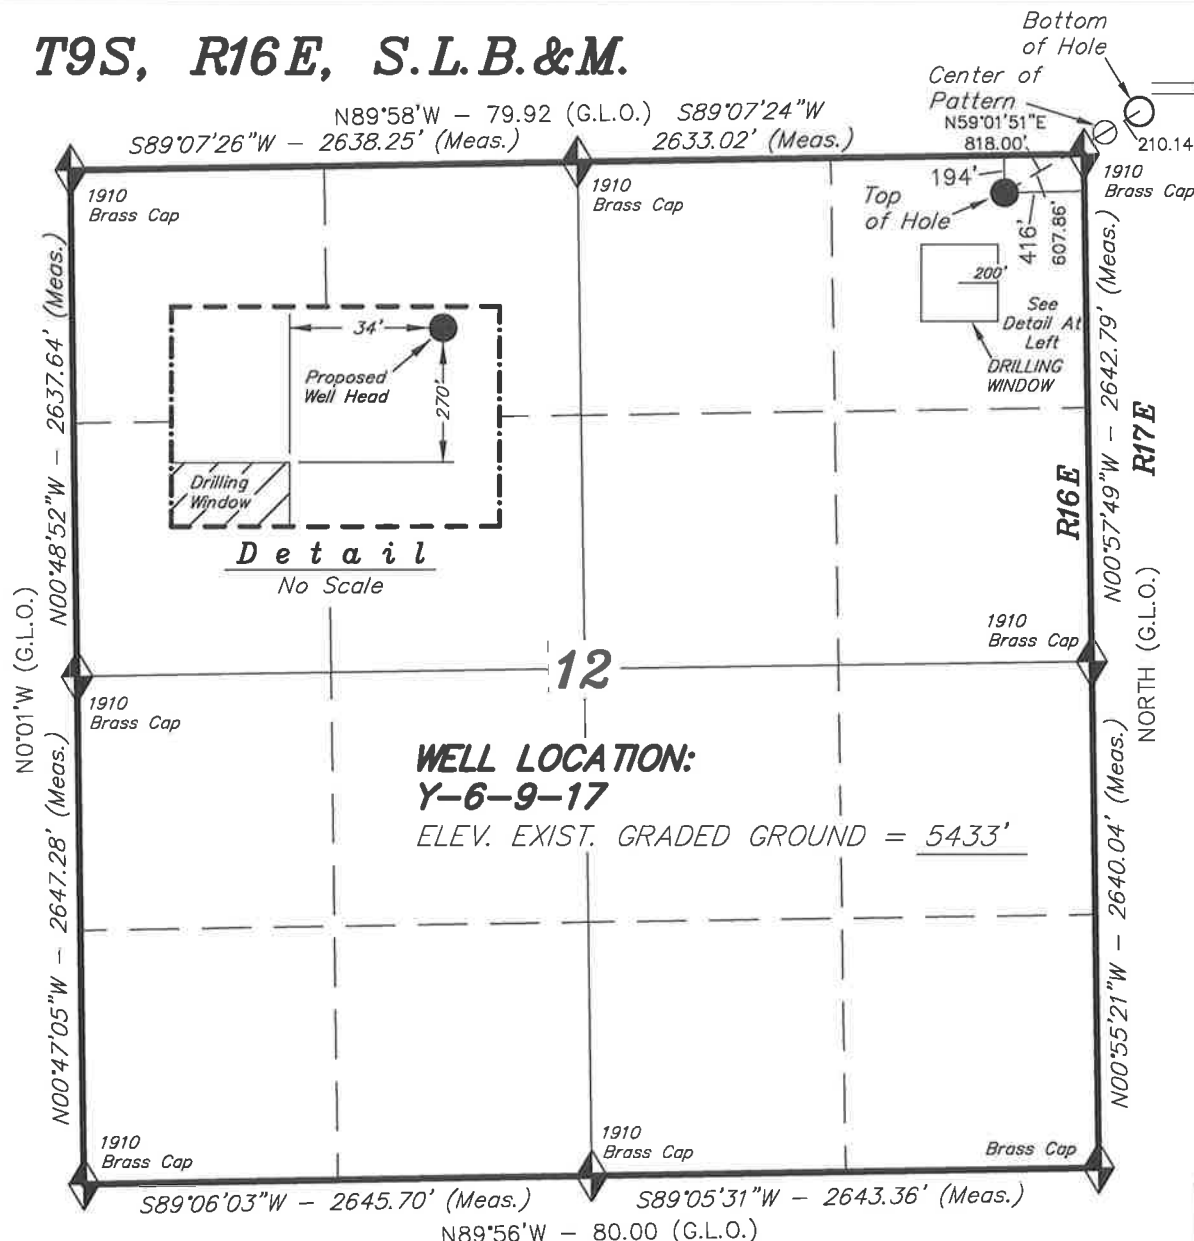 T9S, R16E, S.L.B.&M.
Bottom
of Hole
Center of
Pattern
N89°58'W – 79.92 (G.L.O.)
S89°07'24"W
S89°07'26"W – 2638.25' (Meas.)
2633.02' (Meas.)
N59°01'51"E
818.00'
210.14
1910
Brass Cap
1910
Brass Cap
1910
Brass Cap
194'
Top
of Hole
416'
607.86'
200'
See
Detail At
Left
DRILLING
WINDOW
34'
Proposed
Well Head
270'
Drilling
Window
Detail
No Scale
N00°48'52"W – 2637.64' (Meas.)
N00°57'49"W – 2642.79' (Meas.)
R16E
R17E
N0°01'W (G.L.O.)
NORTH (G.L.O.)
1910
Brass Cap
12
1910
Brass Cap
WELL LOCATION:
Y–6–9–17
ELEV. EXIST. GRADED GROUND = 5433'
N00°47'05"W – 2647.28' (Meas.)
N00°55'21"W – 2640.04' (Meas.)
1910
Brass Cap
1910
Brass Cap
Brass Cap
S89°06'03"W – 2645.70' (Meas.)
S89°05'31"W – 2643.36' (Meas.)
N89°56'W – 80.00 (G.L.O.)